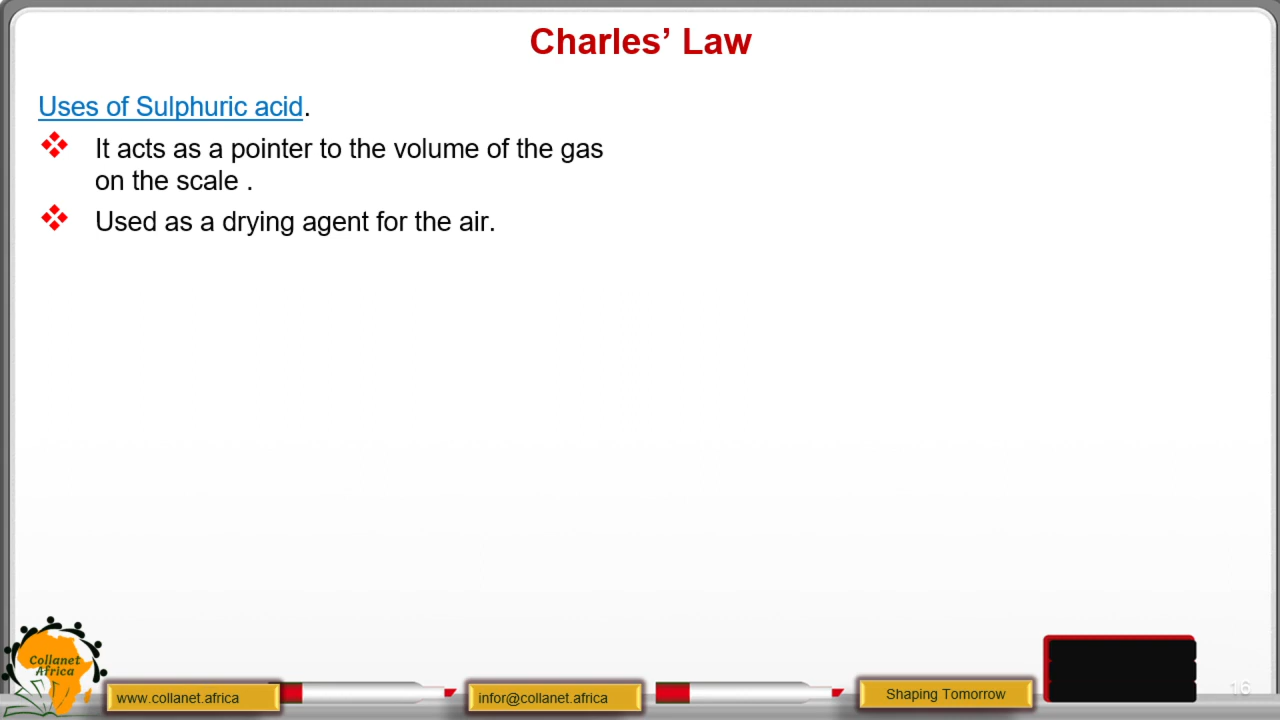 Charles’ Law
Uses of Sulphuric acid.
It acts as a pointer to the volume of the gas
on the scale .
Used as a drying agent for the air.
Collanet
Africa
www.collanet.africa
infor@collanet.africa
Shaping Tomorrow
16